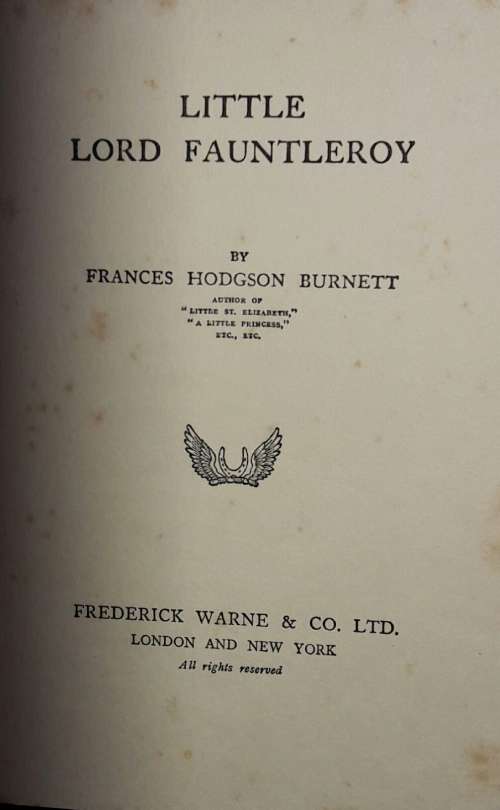 LITTLE
LORD FAUNTLEROY
BY
FRANCES HODGSON BURNETT
AUTHOR OF
"LITTLE ST. ELIZABETH,"
"A LITTLE PRINCESS,"
ETC., ETC.
FREDERICK WARNE & CO. LTD.
LONDON AND NEW YORK
All rights reserved